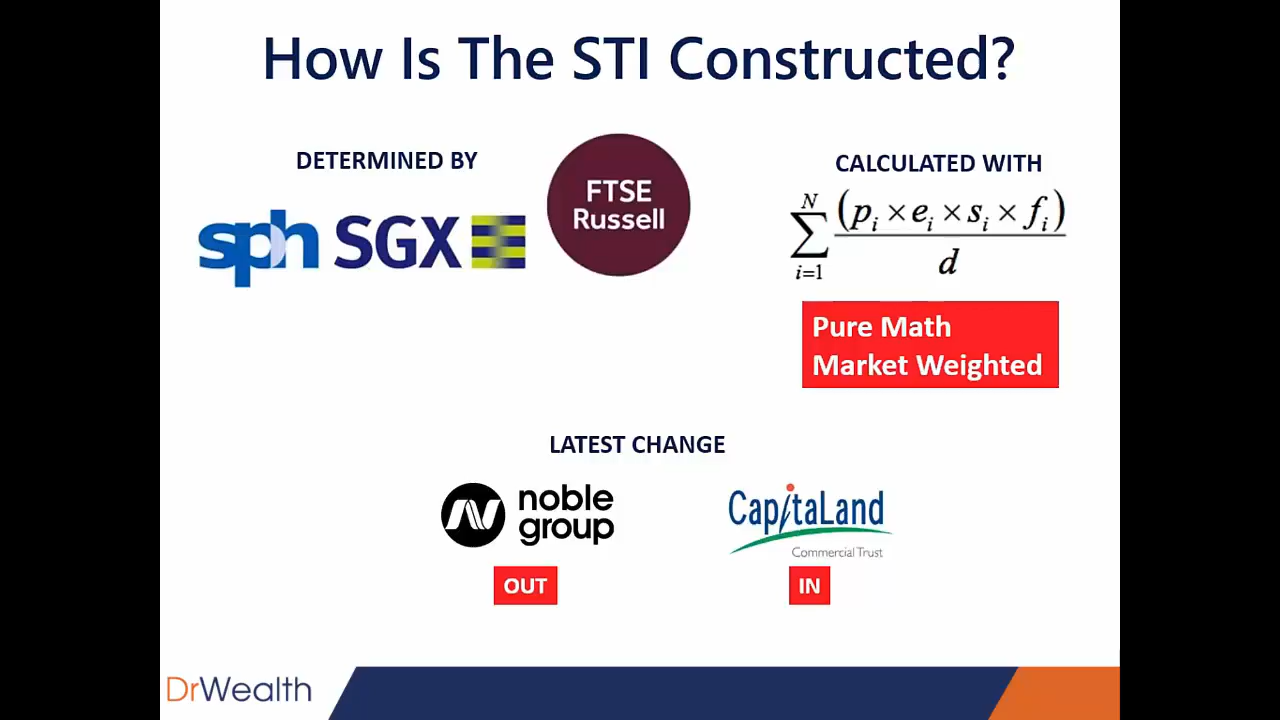 How Is The STI Constructed?
DETERMINED BY
sph SGX
FTSE
Russell
CALCULATED WITH
N
∑ (pᵢ × eᵢ × sᵢ × fᵢ)
i=1
d
Pure Math
Market Weighted
LATEST CHANGE
noble
group
OUT
CapitaLand
Commercial Trust
IN
DrWealth